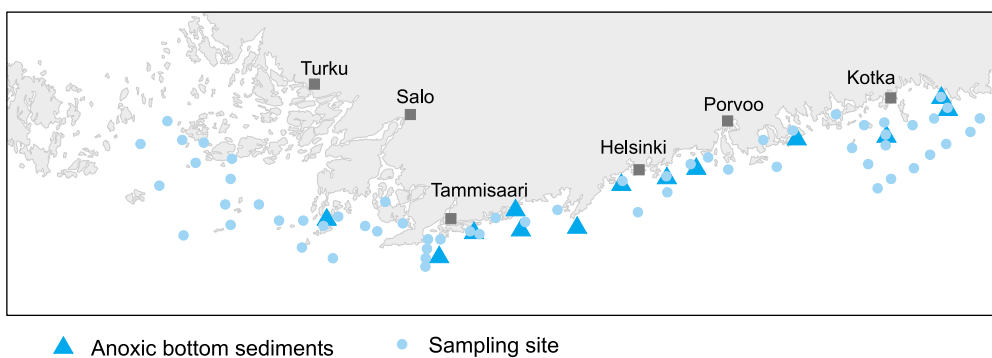 Turku
Salo
Kotka
Porvoo
Helsinki
Tammisaari
Anoxic bottom sediments
Sampling site